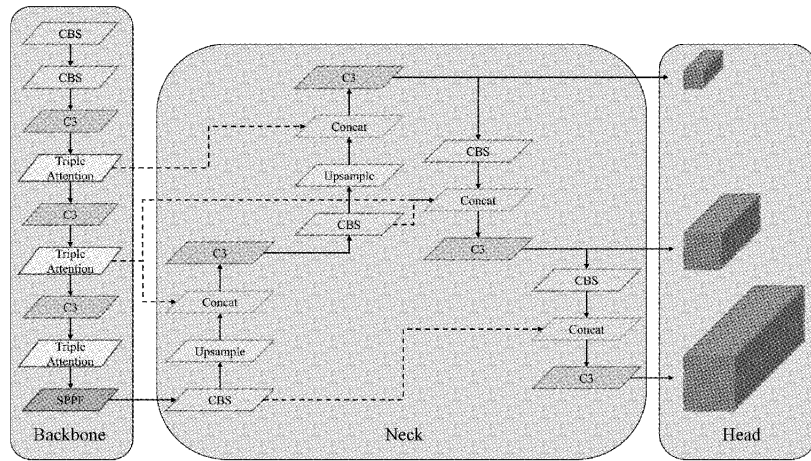 CBS
CBS
C3
Triple
Attention
C3
Triple
Attention
C3
Triple
Attention
SPPF
Backbone
C3
Concat
Upsample
CBS
C3
Concat
Upsample
CBS
CBS
Concat
C3
CBS
Concat
C3
Neck
Head